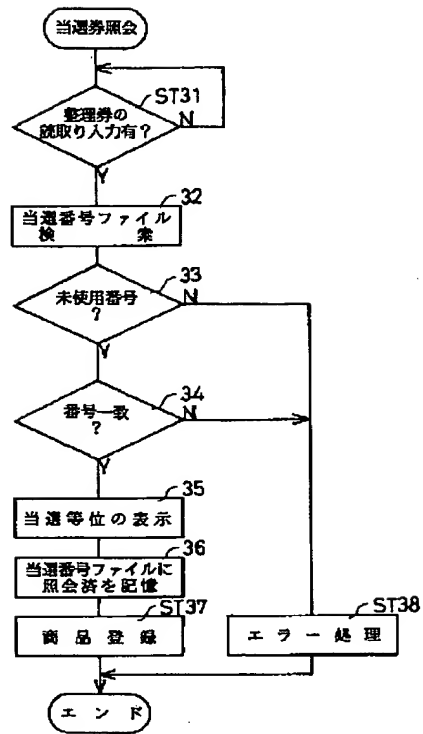 当選券照会
ST31
整理券の
読取り入力有?
N
Y
32
当選番号ファイル
検索
33
未使用番号
?
N
Y
34
番号一致
?
N
Y
35
当選等位の表示
36
当選番号ファイルに
照会済を記憶
ST37
商品登録
ST38
エラー処理
エンド